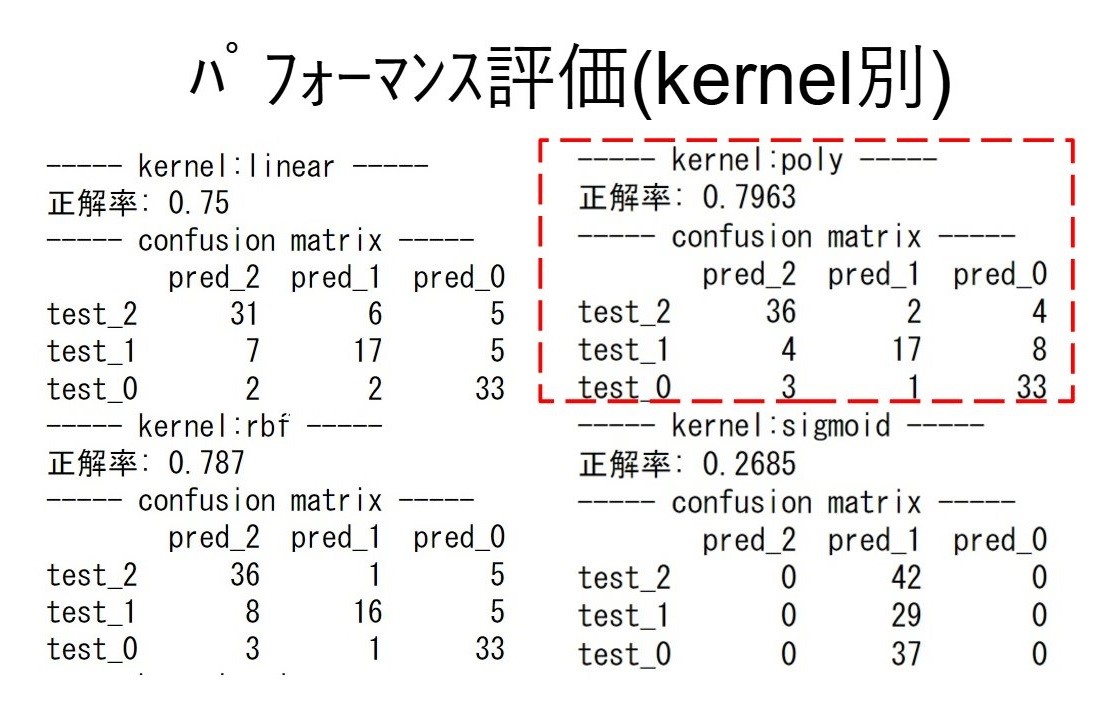 パフォーマンス評価(kernel別)
----- kernel:linear -----
正解率: 0.75
----- confusion matrix -----
pred_2 pred_1 pred_0
test_2 31 6 5
test_1 7 17 5
test_0 2 2 33
----- kernel:rbf -----
正解率: 0.787
----- confusion matrix -----
pred_2 pred_1 pred_0
test_2 36 1 5
test_1 8 16 5
test_0 3 1 33
----- kernel:poly -----
正解率: 0.7963
----- confusion matrix -----
pred_2 pred_1 pred_0
test_2 36 2 4
test_1 4 17 8
test_0 3 1 33
----- kernel:sigmoid -----
正解率: 0.2685
----- confusion matrix -----
pred_2 pred_1 pred_0
test_2 0 42 0
test_1 0 29 0
test_0 0 37 0